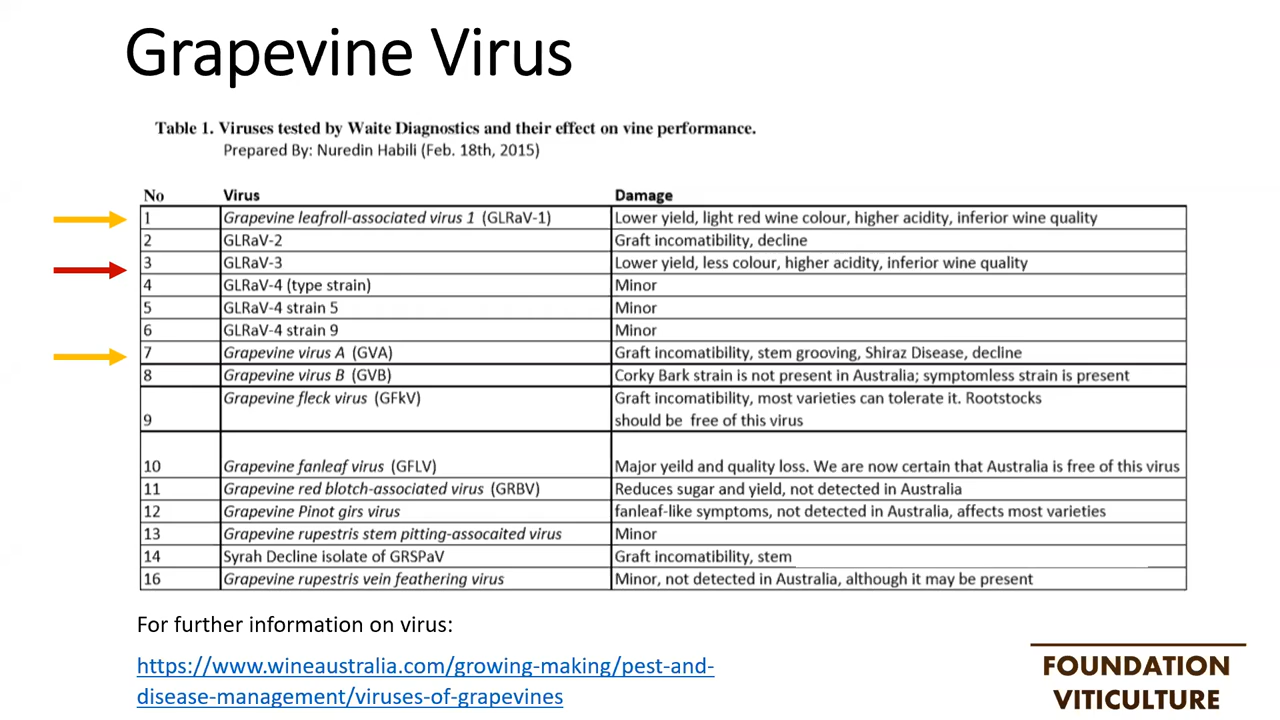 Grapevine Virus
Table 1. Viruses tested by Waite Diagnostics and their effect on vine performance.
Prepared By: Nuredin Habili (Feb. 18th, 2015)
No Virus Damage
1 Grapevine leafroll-associated virus 1 (GLRaV-1) Lower yield, light red wine colour, higher acidity, inferior wine quality
2 GLRaV-2 Graft incomatibility, decline
3 GLRaV-3 Lower yield, less colour, higher acidity, inferior wine quality
4 GLRaV-4 (type strain) Minor
5 GLRaV-4 strain 5 Minor
6 GLRaV-4 strain 9 Minor
7 Grapevine virus A (GVA) Graft incomatibility, stem grooving, Shiraz Disease, decline
8 Grapevine virus B (GVB) Corky Bark strain is not present in Australia; symptomless strain is present
Grapevine fleck virus (GFkV) Graft incomatibility, most varieties can tolerate it. Rootstocks
9 should be free of this virus
10 Grapevine fanleaf virus (GFLV) Major yeild and quality loss. We are now certain that Australia is free of this virus
11 Grapevine red blotch-associated virus (GRBV) Reduces sugar and yield, not detected in Australia
12 Grapevine Pinot girs virus fanleaf-like symptoms, not detected in Australia, affects most varieties
13 Grapevine rupestris stem pitting-assocaited virus Minor
14 Syrah Decline isolate of GRSPaV Graft incomatibility, stem
16 Grapevine rupestris vein feathering virus Minor, not detected in Australia, although it may be present
For further information on virus:
https://www.wineaustralia.com/growing-making/pest-and-
disease-management/viruses-of-grapevines
FOUNDATION
VITICULTURE